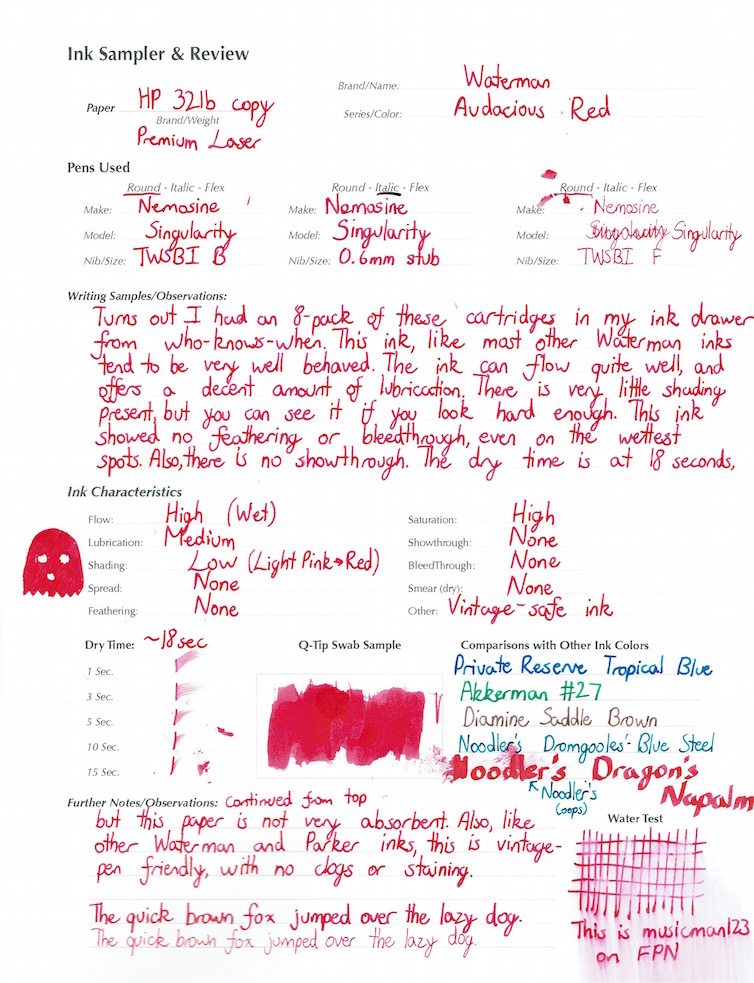 Ink Sampler & Review
Brand/Name: Waterman
Paper HP 32lb copy
Brand/Weight
Series/Color: Audacious Red
Premium Laser
Pens Used
Round - Italic - Flex Round - Italic - Flex Round - Italic - Flex
Make: Nemosine Make: Nemosine Make: Nemosine
Model: Singularity Model: Singularity Model: Singularity
Nib/Size: TWSBI B Nib/Size: 0.6mm stub Nib/Size: TWSBI F
Writing Samples/Observations:
Turns out I had an 8-pack of these cartridges in my ink drawer
from who-knows-when. This ink, like most other Waterman inks
tend to be very well behaved. The ink can flow quite well, and
offers a decent amount of lubrication. There is very little shading
present, but you can see it if you look hard enough. This ink
showed no feathering or bleedthrough, even on the wettest
spots. Also, there is no showthrough. The dry time is at 18 seconds,
Ink Characteristics
Flow: High (Wet) Saturation: High
Lubrication: Medium Showthrough: None
Shading: Low (Light Pink→Red) BleedThrough: None
Spread: None Smear (dry): None
Feathering: None Other: Vintage-safe ink
Dry Time: ~18sec Q-Tip Swab Sample Comparisons with Other Ink Colors
1 Sec. Private Reserve Tropical Blue
3 Sec. Akkerman #27
5 Sec. Diamine Saddle Brown
10 Sec. Noodler's Dromgooles'- Blue Steel
15 Sec. Noodler's Dragon's
Napalm
Noodler's
(oops)
Further Notes/Observations: Continued from top
but this paper is not very absorbent. Also, like
other Waterman and Parker inks, this is vintage-
pen friendly, with no clogs or staining.
The quick brown fox jumped over the lazy dog.
The quick brown fox jumped over the lazy dog.
Water Test
This is musicman123
on FPN